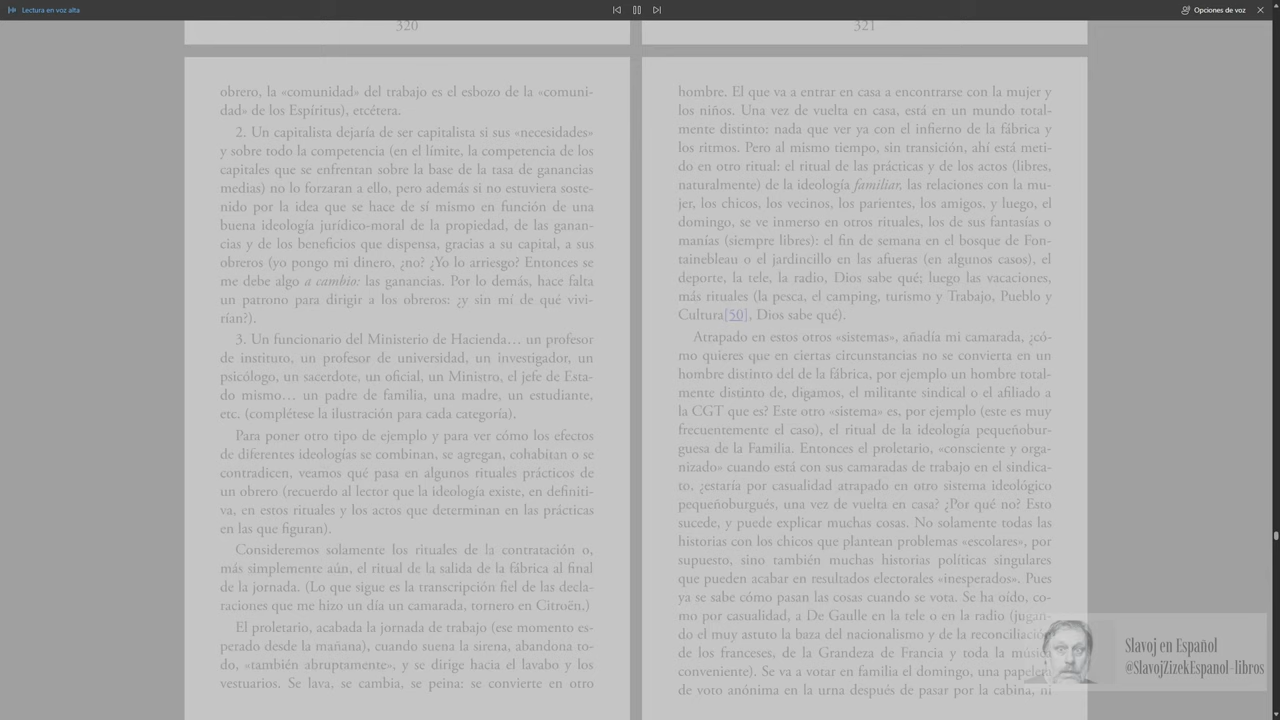 Lectura en voz alta
Opciones de voz
320
321
obrero, la «comunidad» del trabajo es el esbozo de la «comuni-
dad» de los Espíritus), etcétera.
2. Un capitalista dejaría de ser capitalista si sus «necesidades»
y sobre todo la competencia (en el límite, la competencia de los
capitales que se enfrentan sobre la base de la tasa de ganancias
medias) no lo forzaran a ello, pero además si no estuviera soste-
nido por la idea que se hace de sí mismo en función de una
buena ideología jurídico-moral de la propiedad, de las ganan-
cias y de los beneficios que dispensa, gracias a su capital, a sus
obreros (yo pongo mi dinero, ¿no? ¿Yo lo arriesgo? Entonces se
me debe algo a cambio: las ganancias. Por lo demás, hace falta
un patrono para dirigir a los obreros: ¿y sin mí de qué vivi-
rían?).
3. Un funcionario del Ministerio de Hacienda… un profesor
de instituto, un profesor de universidad, un investigador, un
psicólogo, un sacerdote, un oficial, un Ministro, el jefe de Esta-
do mismo… un padre de familia, una madre, un estudiante,
etc. (complétese la ilustración para cada categoría).
Para poner otro tipo de ejemplo y para ver cómo los efectos
de diferentes ideologías se combinan, se agregan, cohabitan o se
contradicen, veamos qué pasa en algunos rituales prácticos de
un obrero (recuerdo al lector que la ideología existe, en definiti-
va, en estos rituales y los actos que determinan en las prácticas
en las que figuran).
Consideremos solamente los rituales de la contratación o,
más simplemente aún, el ritual de la salida de la fábrica al final
de la jornada. (Lo que sigue es la transcripción fiel de las decla-
raciones que me hizo un día un camarada, tornero en Citroën.)
El proletario, acabada la jornada de trabajo (ese momento es-
perado desde la mañana), cuando suena la sirena, abandona to-
do, «también abruptamente», y se dirige hacia el lavabo y los
vestuarios. Se lava, se cambia, se peina: se convierte en otro
hombre. El que va a entrar en casa a encontrarse con la mujer y
los niños. Una vez de vuelta en casa, está en un mundo total-
mente distinto: nada que ver ya con el infierno de la fábrica y
los ritmos. Pero al mismo tiempo, sin transición, ahí está meti-
do en otro ritual: el ritual de las prácticas y de los actos (libres,
naturalmente) de la ideología familiar, las relaciones con la mu-
jer, los chicos, los vecinos, los parientes, los amigos, y luego, el
domingo, se ve inmerso en otros rituales, los de sus fantasías o
manías (siempre libres): el fin de semana en el bosque de Fon-
tainebleau o el jardincillo en las afueras (en algunos casos), el
deporte, la tele, la radio, Dios sabe qué; luego las vacaciones,
más rituales (la pesca, el camping, turismo y Trabajo, Pueblo y
Cultura[50], Dios sabe qué).
Atrapado en estos otros «sistemas», añadía mi camarada, ¿có-
mo quieres que en ciertas circunstancias no se convierta en un
hombre distinto del de la fábrica, por ejemplo un hombre total-
mente distinto de, digamos, el militante sindical o el afiliado a
la CGT que es? Este otro «sistema» es, por ejemplo (este es muy
frecuentemente el caso), el ritual de la ideología pequeñobur-
guesa de la Familia. Entonces el proletario, «consciente y orga-
nizado» cuando está con sus camaradas de trabajo en el sindica-
to, ¿estaría por casualidad atrapado en otro sistema ideológico
pequeñoburgués, una vez de vuelta en casa? ¿Por qué no? Esto
sucede, y puede explicar muchas cosas. No solamente todas las
historias con los chicos que plantean problemas «escolares», por
supuesto, sino también muchas historias políticas singulares
que pueden acabar en resultados electorales «inesperados». Pues
ya se sabe cómo pasan las cosas cuando se vota. Se ha oído, co-
mo por casualidad, a De Gaulle en la tele o en la radio (jugan-
do el muy astuto la baza del nacionalismo y de la reconciliación
de los franceses, de la Grandeza de Francia y toda la música
conveniente). Se va a votar en familia el domingo, una papeleta
de voto anónima en la urna después de pasar por la cabina, ni
Slavoj en Español
@SlavojZizekEspanol-libros